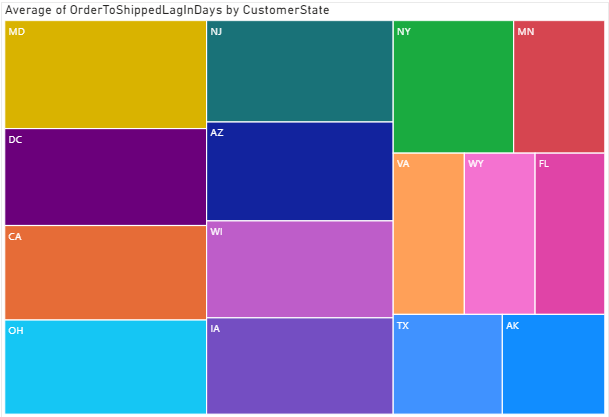 Average of OrderToShippedLagInDays by CustomerState
MD
NJ
NY
MN
DC
AZ
VA
WY
FL
CA
WI
OH
IA
TX
AK